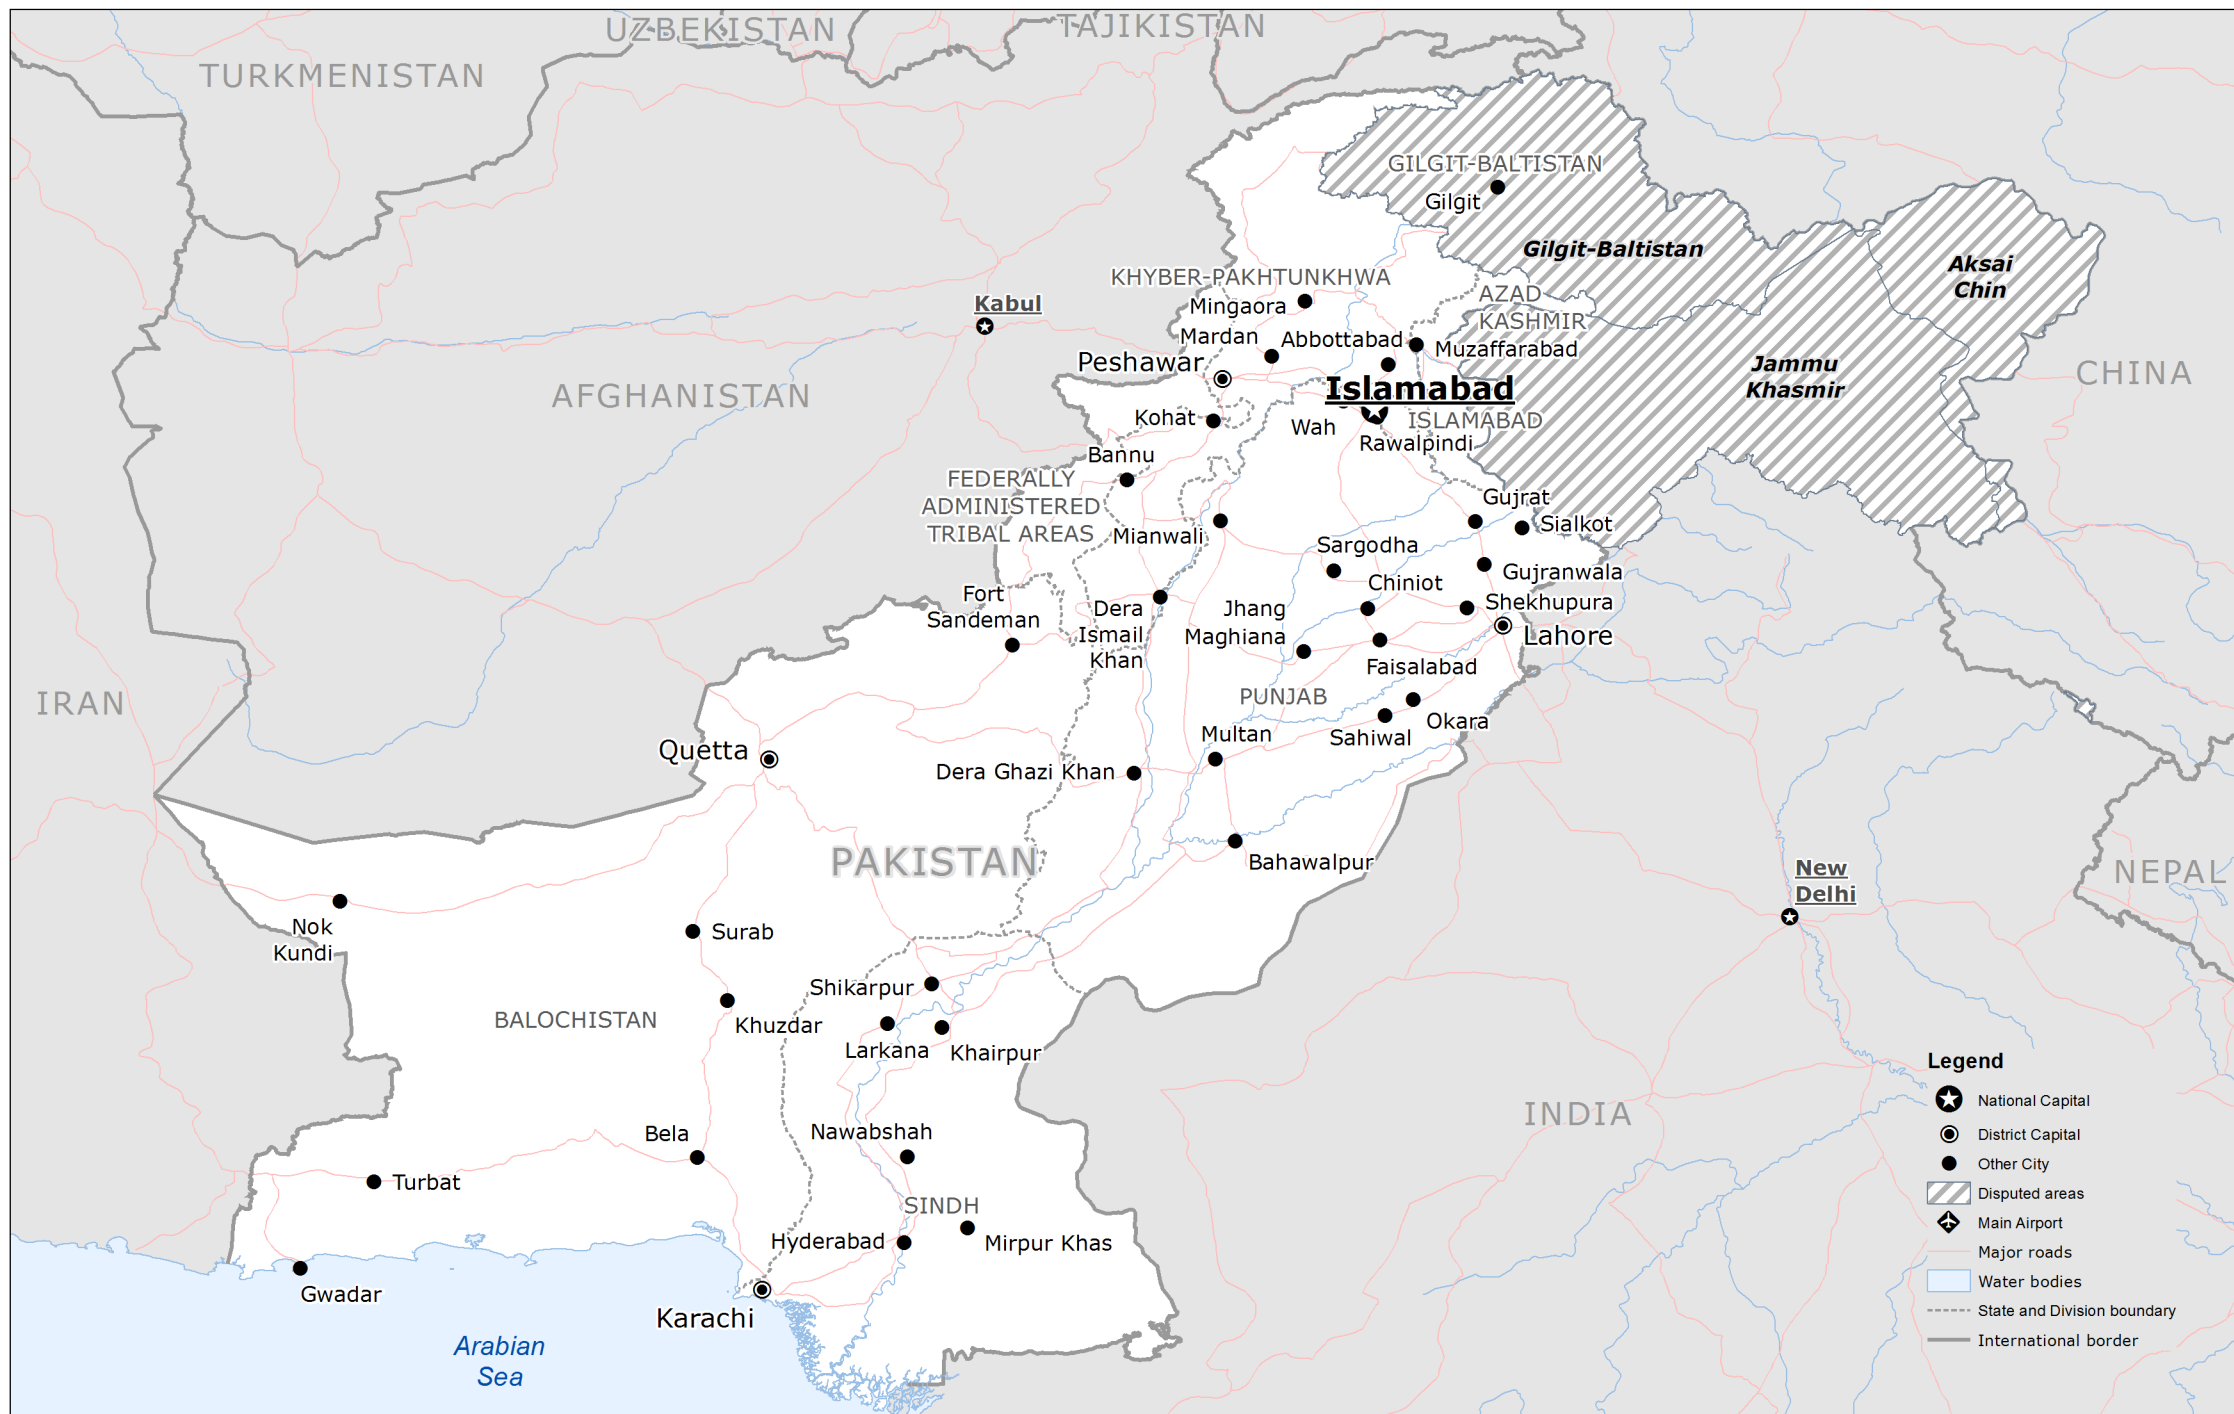 UZBEKISTAN
TAJIKISTAN
TURKMENISTAN
GILGIT-BALTISTAN
Gilgit
Gilgit-Baltistan
Aksai
Chin
KHYBER-PAKHTUNKHWA
Kabul
Mingaora
AZAD
KASHMIR
Mardan
Abbottabad
Muzaffarabad
Peshawar
Jammu
Khasmir
CHINA
AFGHANISTAN
Islamabad
Kohat
Wah
ISLAMABAD
Rawalpindi
Bannu
FEDERALLY
ADMINISTERED
TRIBAL AREAS
Gujrat
Sialkot
Mianwali
Sargodha
Gujranwala
Chiniot
Fort
Sandeman
Dera
Ismail
Khan
Jhang
Maghiana
Shekhupura
Lahore
Faisalabad
IRAN
PUNJAB
Okara
Sahiwal
Multan
Quetta
Dera Ghazi Khan
PAKISTAN
Bahawalpur
New
Delhi
NEPAL
Nok
Kundi
Surab
Shikarpur
BALOCHISTAN
Khuzdar
Larkana
Khairpur
INDIA
Bela
Nawabshah
Turbat
SINDH
Hyderabad
Mirpur Khas
Gwadar
Karachi
Arabian
Sea
Legend
National Capital
District Capital
Other City
Disputed areas
Main Airport
Major roads
Water bodies
State and Division boundary
International border